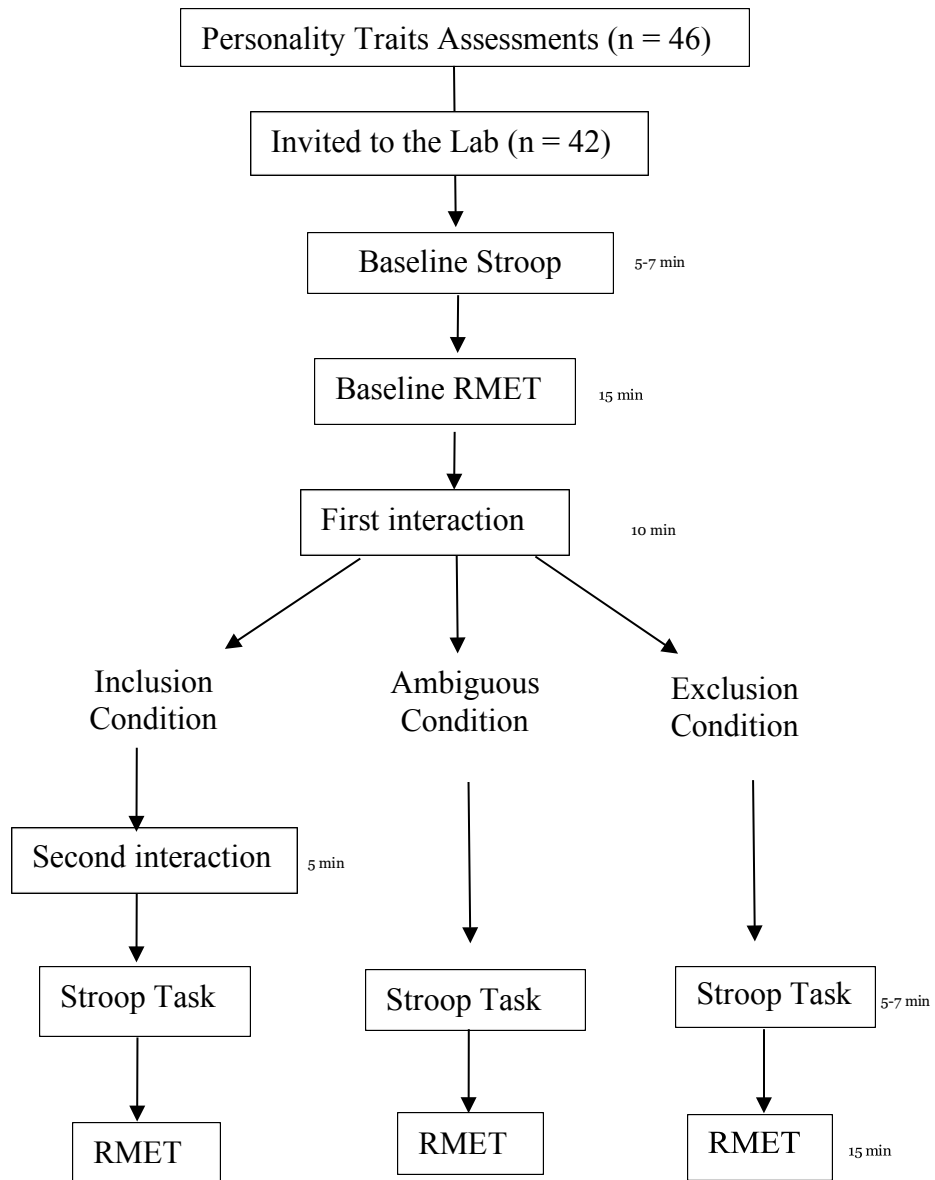 Personality Traits Assessments (n = 46)
Invited to the Lab (n = 42)
Baseline Stroop
5-7 min
Baseline RMET
15 min
First interaction
10 min
Inclusion
Condition
Ambiguous
Condition
Exclusion
Condition
Second interaction
5 min
Stroop Task
Stroop Task
Stroop Task
5-7 min
RMET
RMET
RMET
15 min